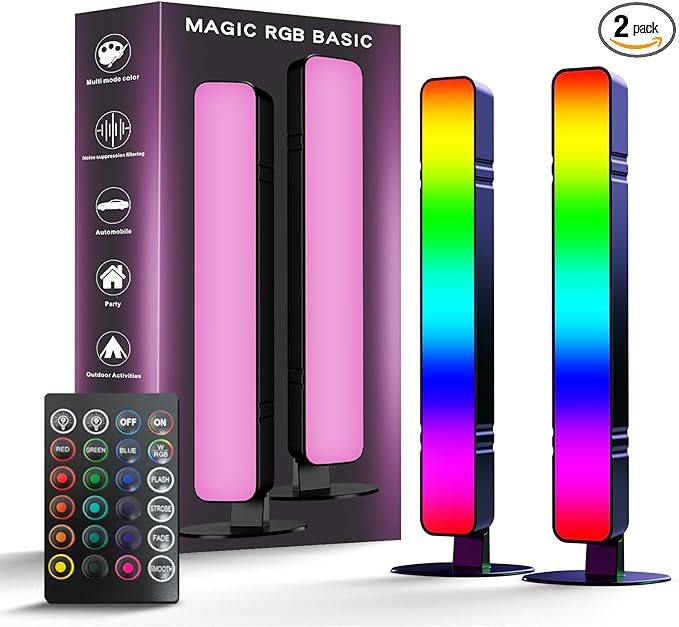 MAGIC RGB BASIC
2 pack
Multi mode color
Noise suppression filtering
Automobile
Party
Outdoor Activities
OFF
ON
RED
GREEN
BLUE
W
RGB
FLASH
STROBE
FADE
SMOOTH